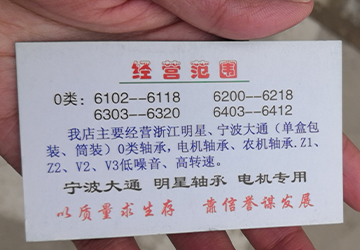 经营范围
0类：6102--6118 6200--6218
6303--6320 6403--6412
我店主要经营浙江明星、宁波大通（单盒包
装、筒装）0类轴承，电机轴承、农机轴承.Z1、
Z2、V2、V3低噪音、高转速。
宁波大通 明星轴承 电机专用
以质量求生存 靠信誉谋发展